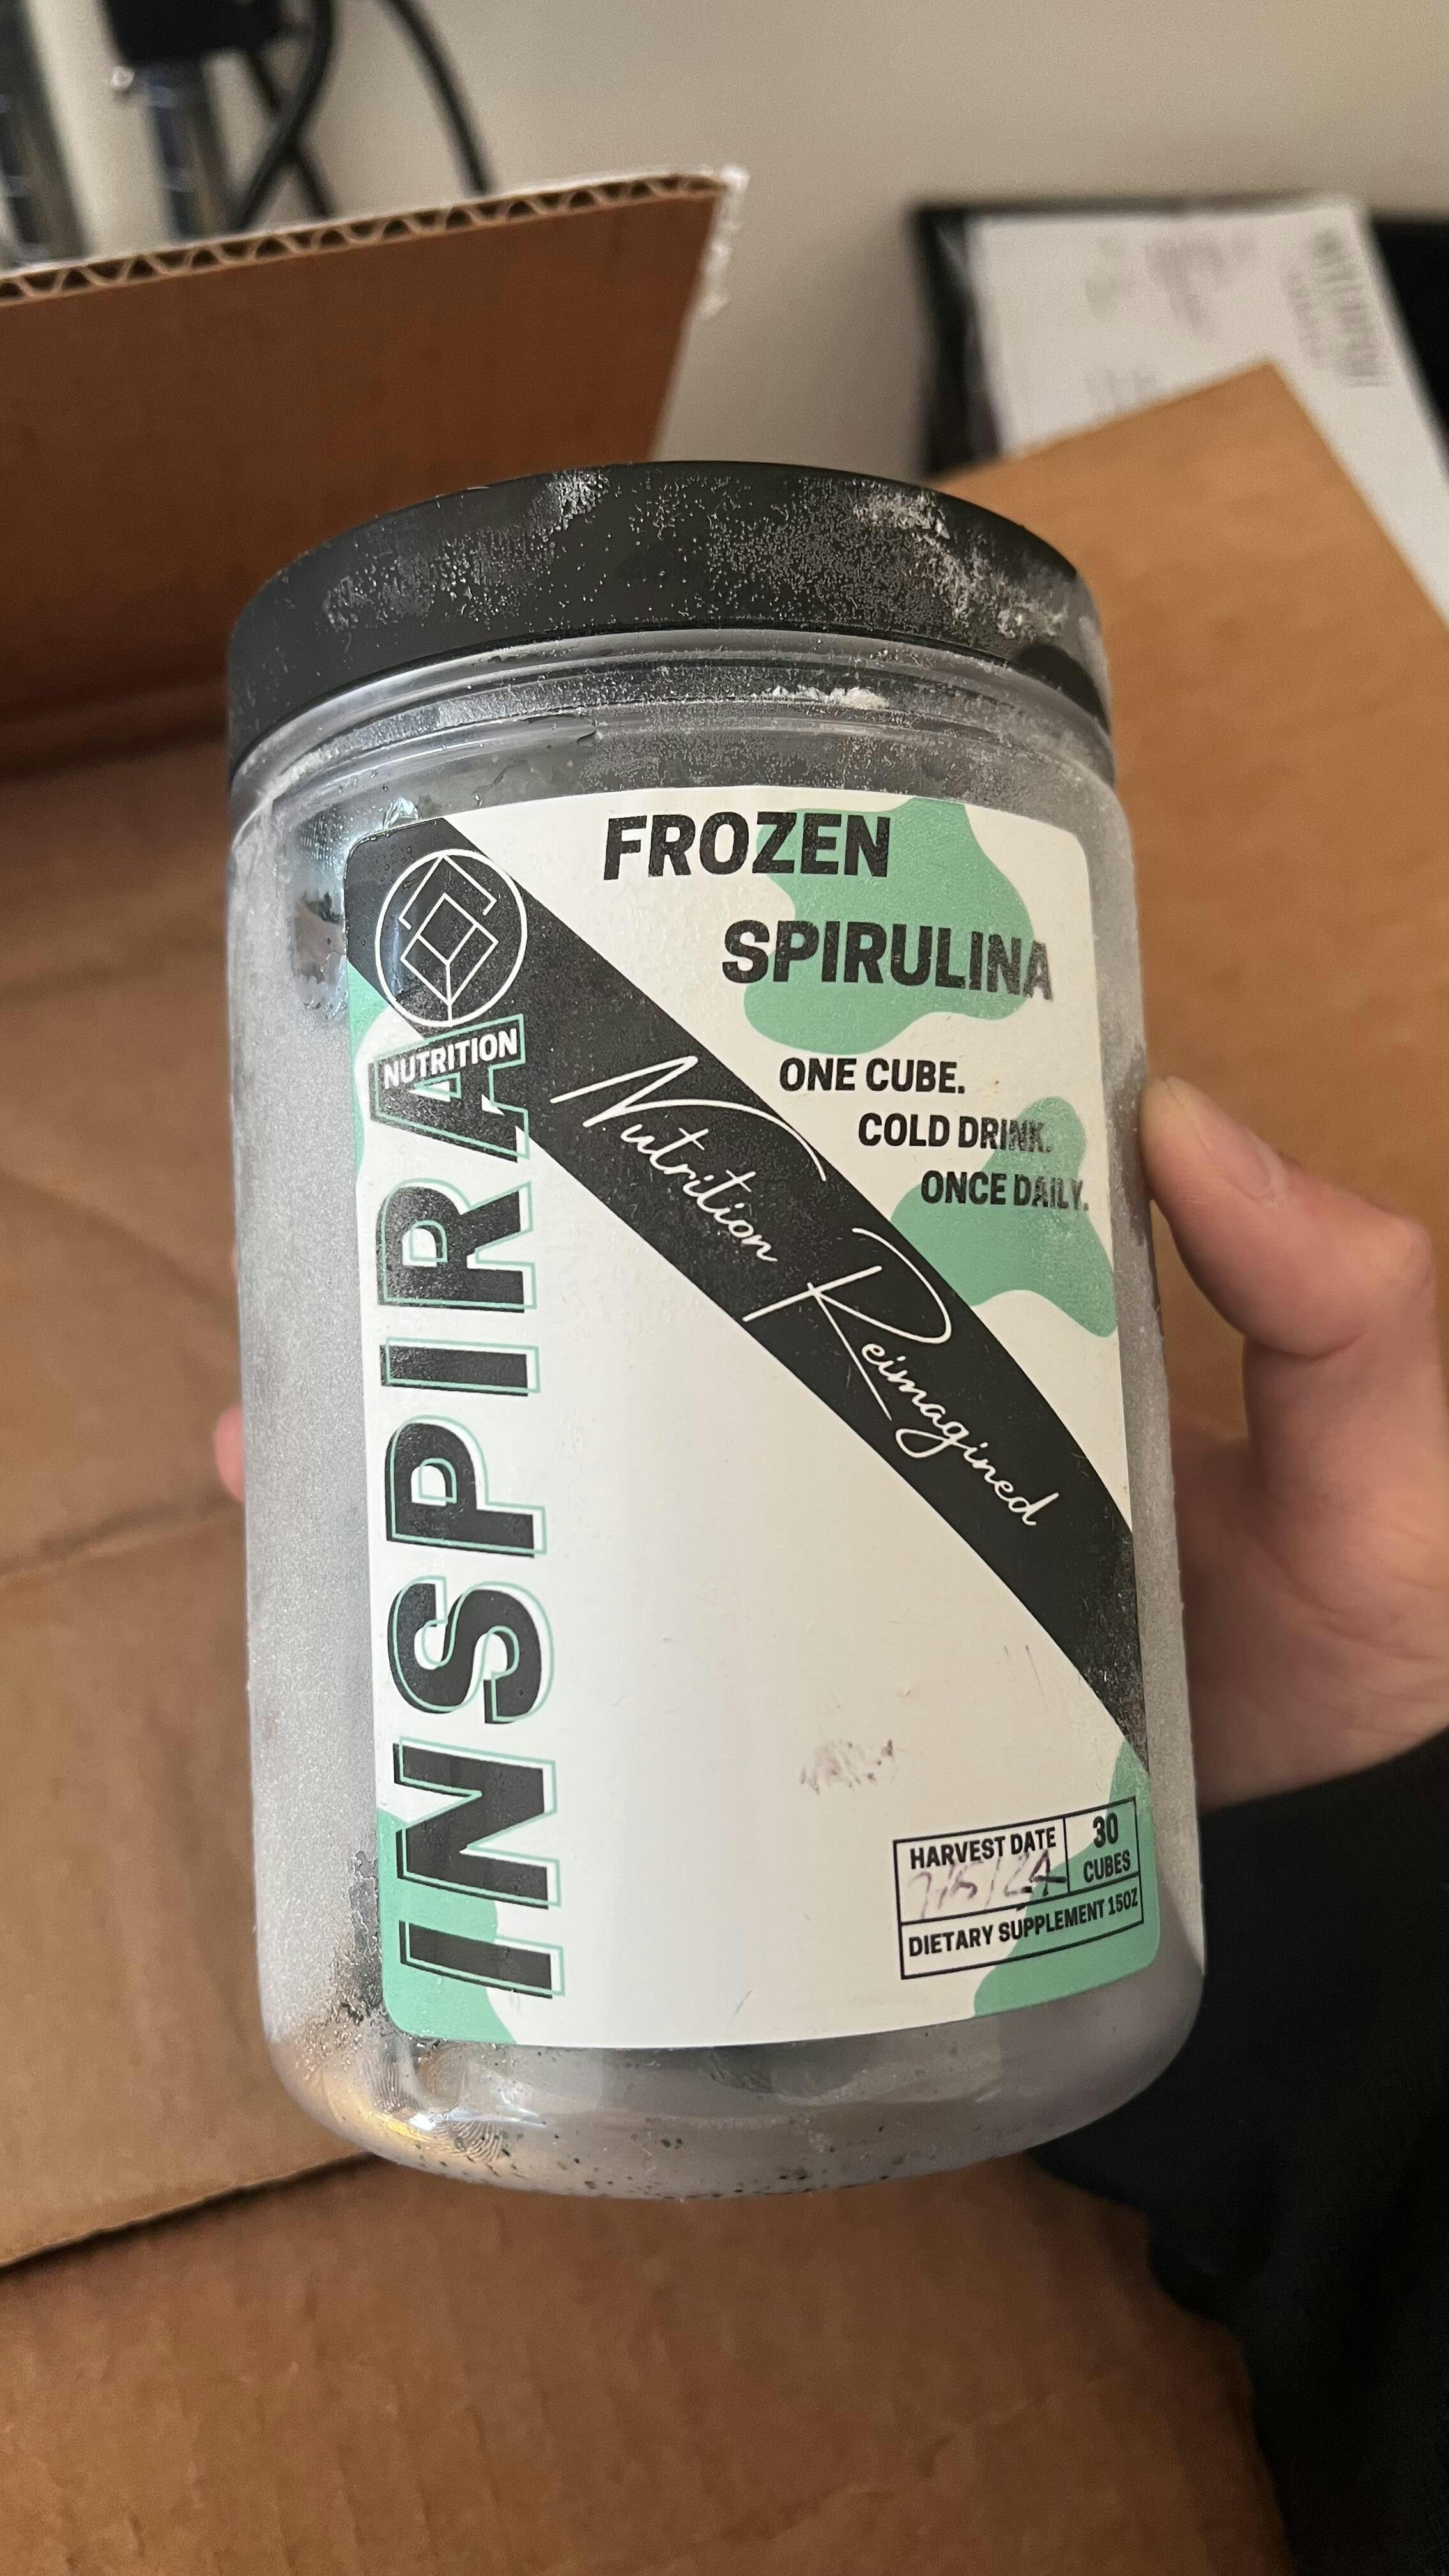 FROZEN
SPIRULINA
ONE CUBE.
COLD DRINK.
ONCE DAILY.
NUTRITION
INSPIRA
Nutrition Reimagined
HARVEST DATE
30
CUBES
DIETARY SUPPLEMENT 15OZ